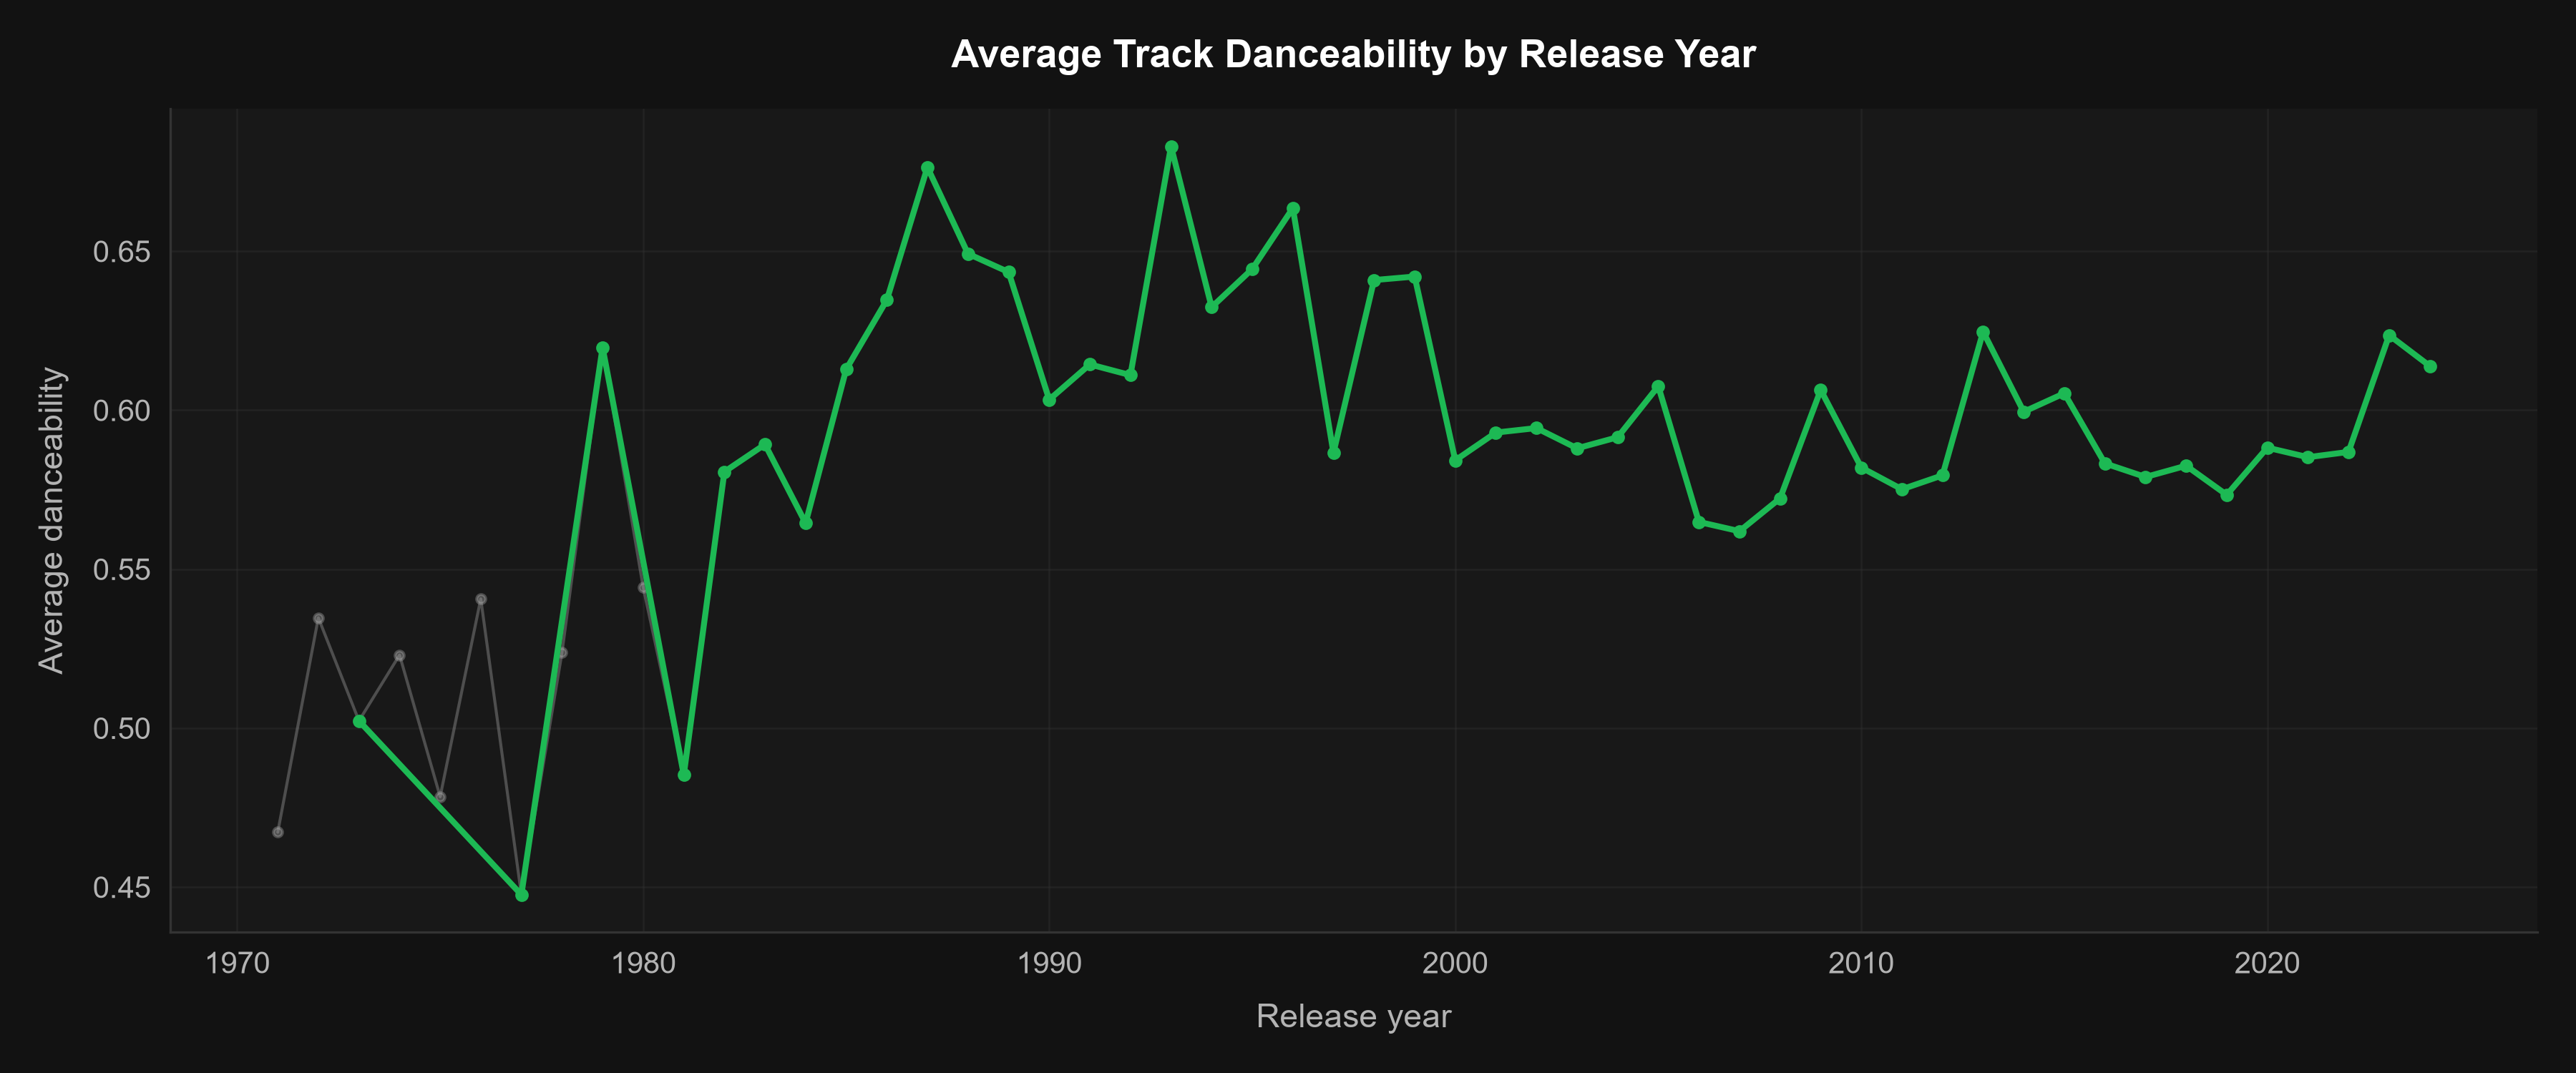 Average Track Danceability by Release Year
Average danceability
0.65
0.60
0.55
0.50
0.45
1970 1980 1990 2000 2010 2020
Release year